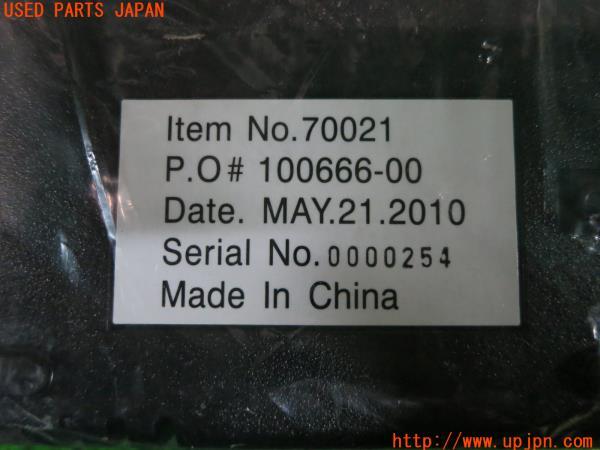 USED PARTS JAPAN
Item No.70021
P.O# 100666-00
Date. MAY.21.2010
Serial No.0000254
Made In China
http://www.upjpn.com/